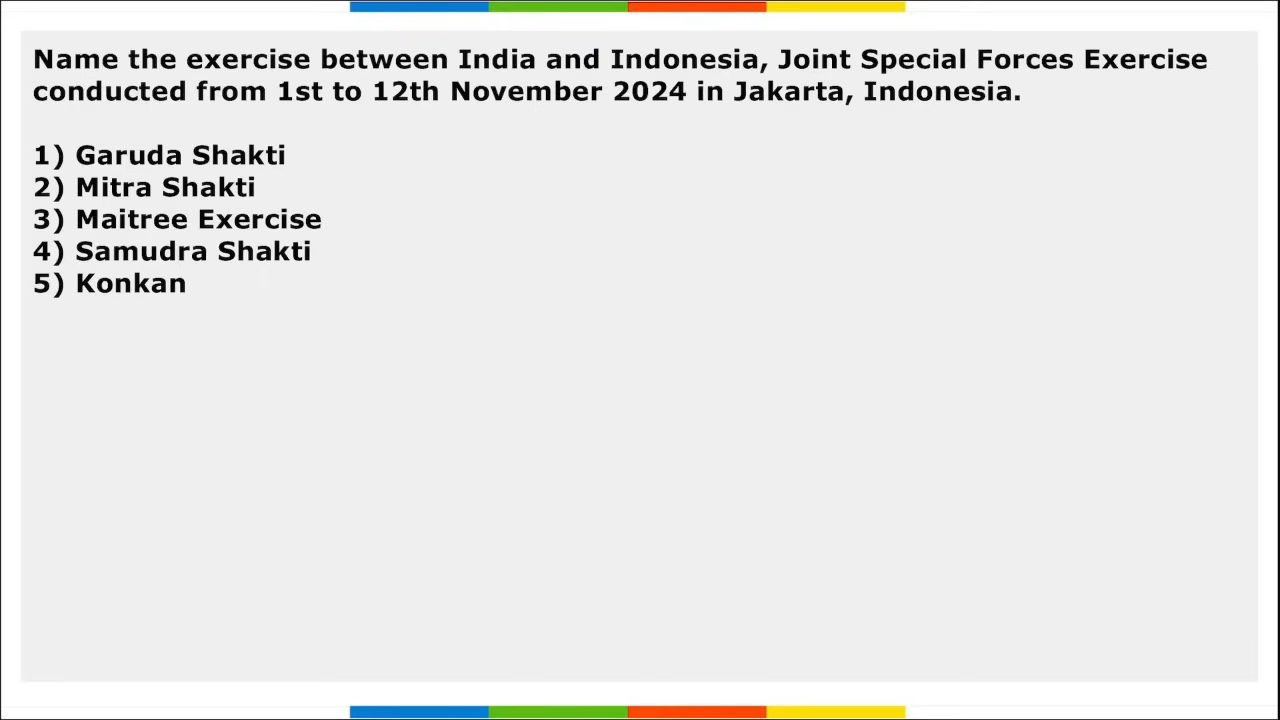 Name the exercise between India and Indonesia, Joint Special Forces Exercise
conducted from 1st to 12th November 2024 in Jakarta, Indonesia.
1) Garuda Shakti
2) Mitra Shakti
3) Maitree Exercise
4) Samudra Shakti
5) Konkan